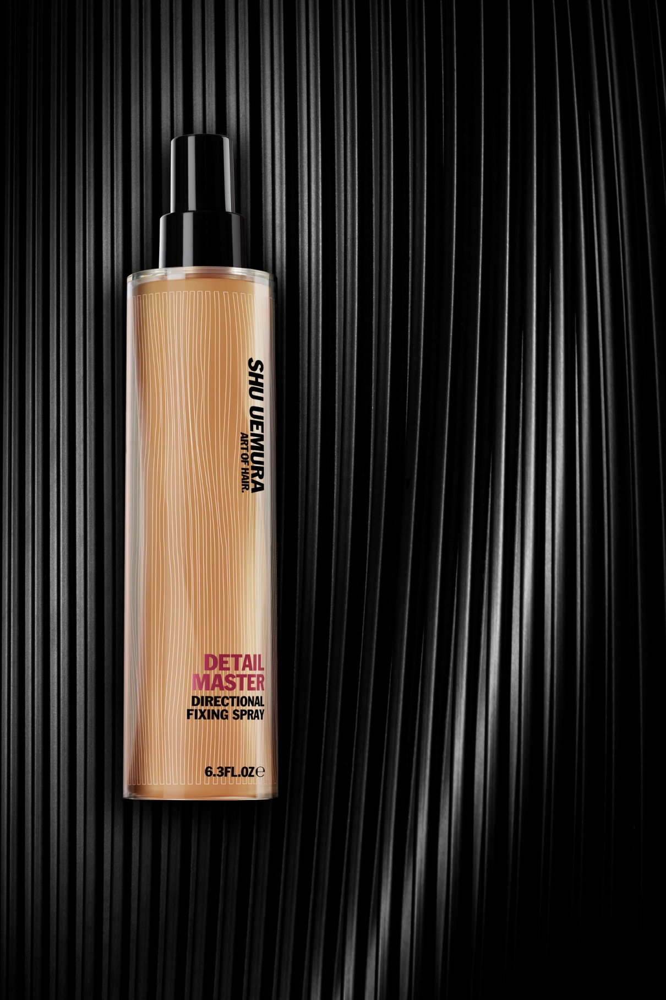 SHU UEMURA
ART OF HAIR.
DETAIL
MASTER
DIRECTIONAL
FIXING SPRAY
6.3FL.OZ℮